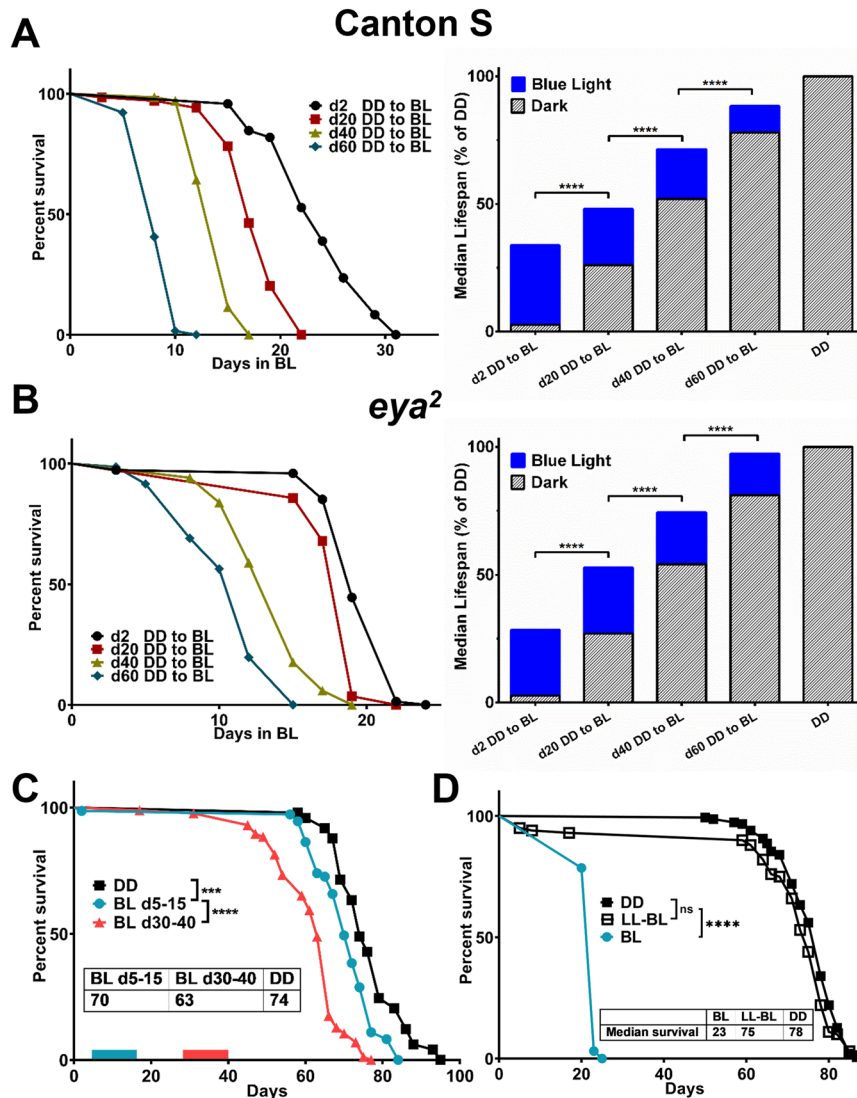 Canton S
A
Percent survival
100
50
0
0
10
20
30
Days in BL
d2 DD to BL
d20 DD to BL
d40 DD to BL
d60 DD to BL
Median Lifespan (% of DD)
100
50
0
Blue Light
Dark
****
****
****
d2 DD to BL
d20 DD to BL
d40 DD to BL
d60 DD to BL
DD
B
eya²
Percent survival
100
50
0
0
10
20
Days in BL
d2 DD to BL
d20 DD to BL
d40 DD to BL
d60 DD to BL
Median Lifespan (% of DD)
100
50
0
Blue Light
Dark
****
****
****
d2 DD to BL
d20 DD to BL
d40 DD to BL
d60 DD to BL
DD
C
Percent survival
100
50
0
DD
BL d5-15
BL d30-40
***
****
BL d5-15 BL d30-40 DD
70 63 74
0
20
40
60
80
100
Days
D
Percent survival
100
50
0
DD
LL-BL
BL
ns
****
BL LL-BL DD
Median survival 23 75 78
0
20
40
60
80
Days